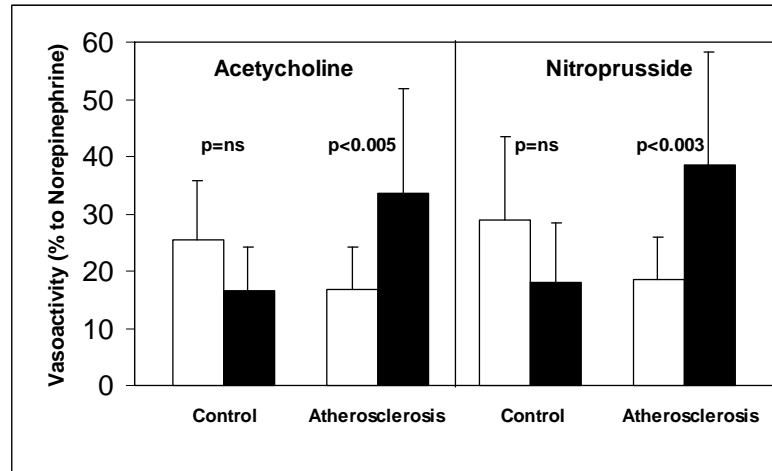 Vasoactivity (% to Norepinephrine)
60
50
40
30
20
10
0
Acetycholine
Nitroprusside
p=ns
p<0.005
p=ns
p<0.003
Control
Atherosclerosis
Control
Atherosclerosis